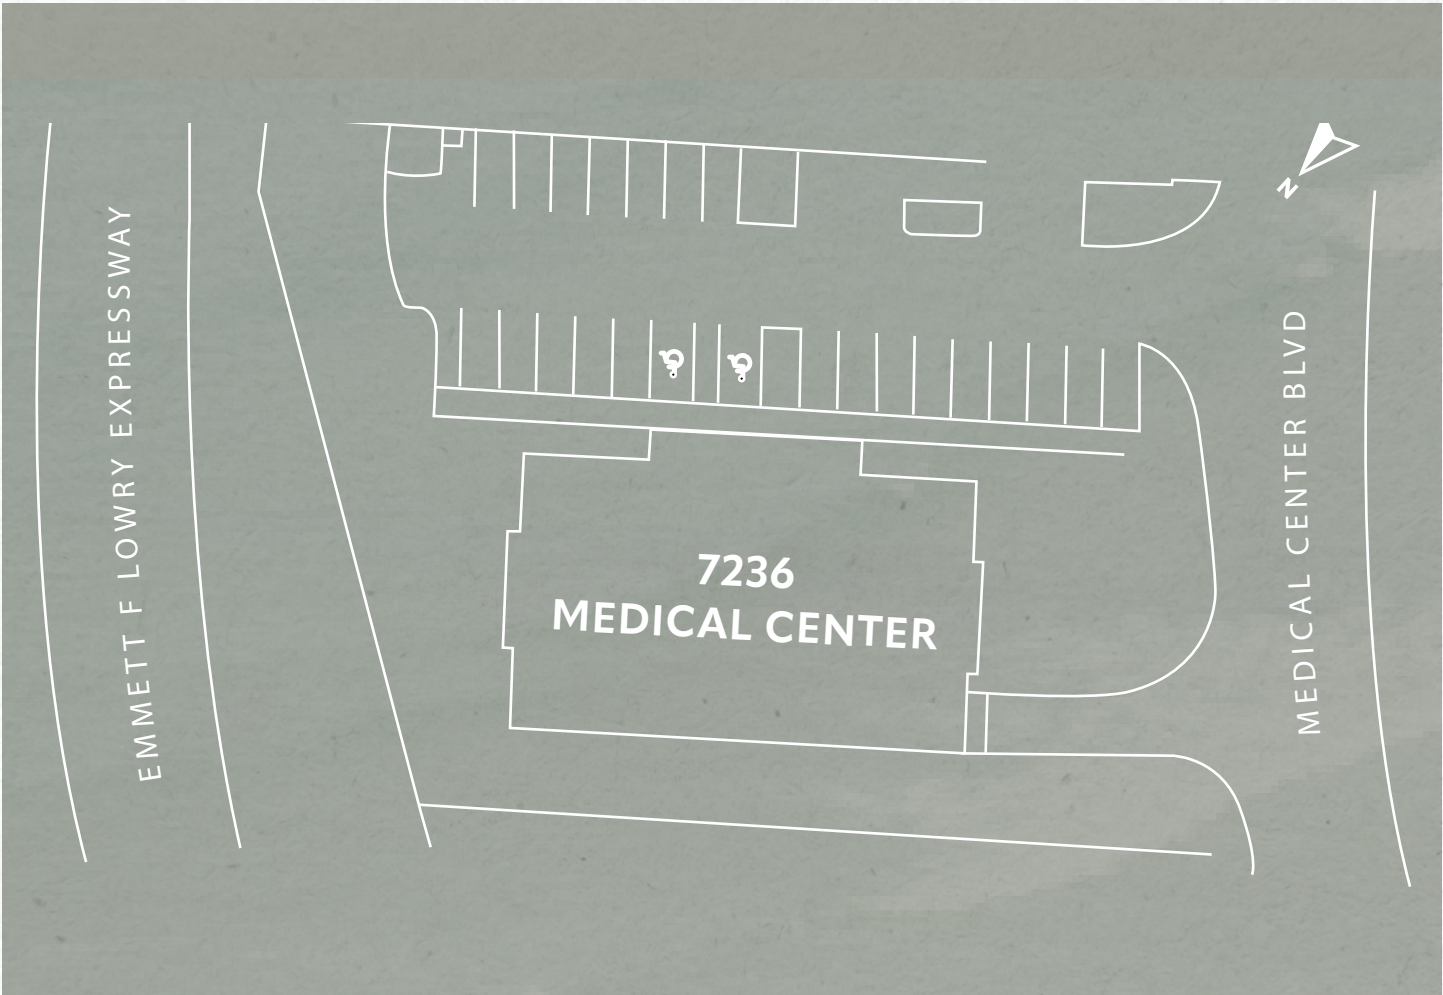 EMMETT F LOWRY EXPRESSWAY
N
7236
MEDICAL CENTER
MEDICAL CENTER BLVD